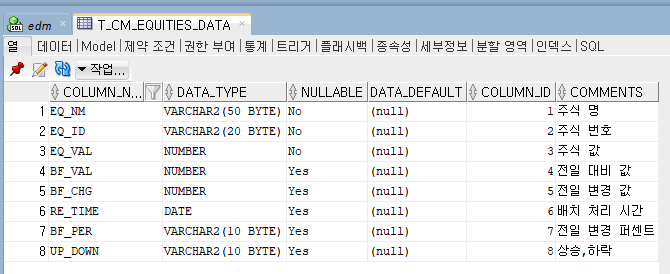 SQL edm T_CM_EQUITIES_DATA
열 데이터 Model 제약 조건 권한 부여 통계 트리거 플래시백 종속성 세부정보 분할 영역 인덱스 SQL
작업...
COLUMN_N... DATA_TYPE NULLABLE DATA_DEFAULT COLUMN_ID COMMENTS
1 EQ_NM VARCHAR2(50 BYTE) No (null) 1 주식 명
2 EQ_ID VARCHAR2(20 BYTE) No (null) 2 주식 번호
3 EQ_VAL NUMBER No (null) 3 주식 값
4 BF_VAL NUMBER Yes (null) 4 전일 대비 값
5 BF_CHG NUMBER Yes (null) 5 전일 변경 값
6 RE_TIME DATE Yes (null) 6 배치 처리 시간
7 BF_PER VARCHAR2(10 BYTE) Yes (null) 7 전일 변경 퍼센트
8 UP_DOWN VARCHAR2(10 BYTE) Yes (null) 8 상승,하락